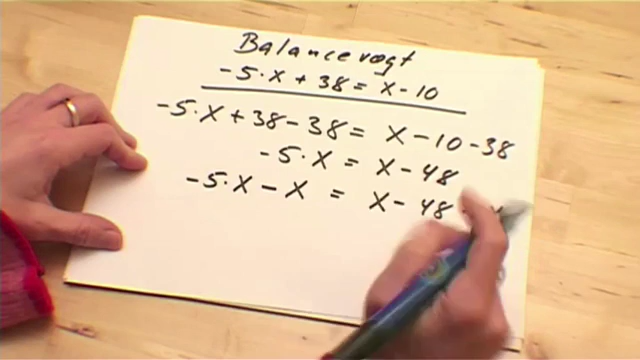 Balancevægt
-5·x + 38 = x - 10
-5·x + 38 - 38 = x - 10 - 38
-5·x = x - 48
-5·x - x = x - 48